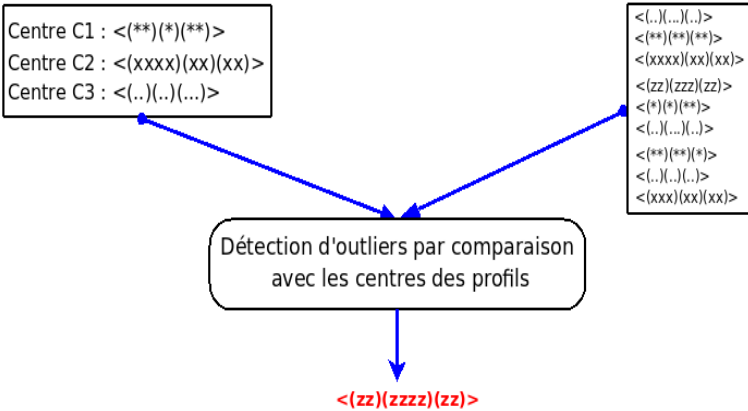 Centre C1 : <(**)(*)(**)>
Centre C2 : <(xxxx)(xx)(xx)>
Centre C3 : <(..)(..)(...)>
<(..)(...)(..)>
<(**)(**)(**)>
<(xxxx)(xx)(xx)>
<(zz)(zzz)(zz)>
<(*)(*)(**)>
<(..)(...)(..)>
<(**)(**)(*)>
<(..)(..)(..)>
<(xxx)(xx)(xx)>
Détection d'outliers par comparaison
avec les centres des profils
<(zz)(zzzz)(zz)>